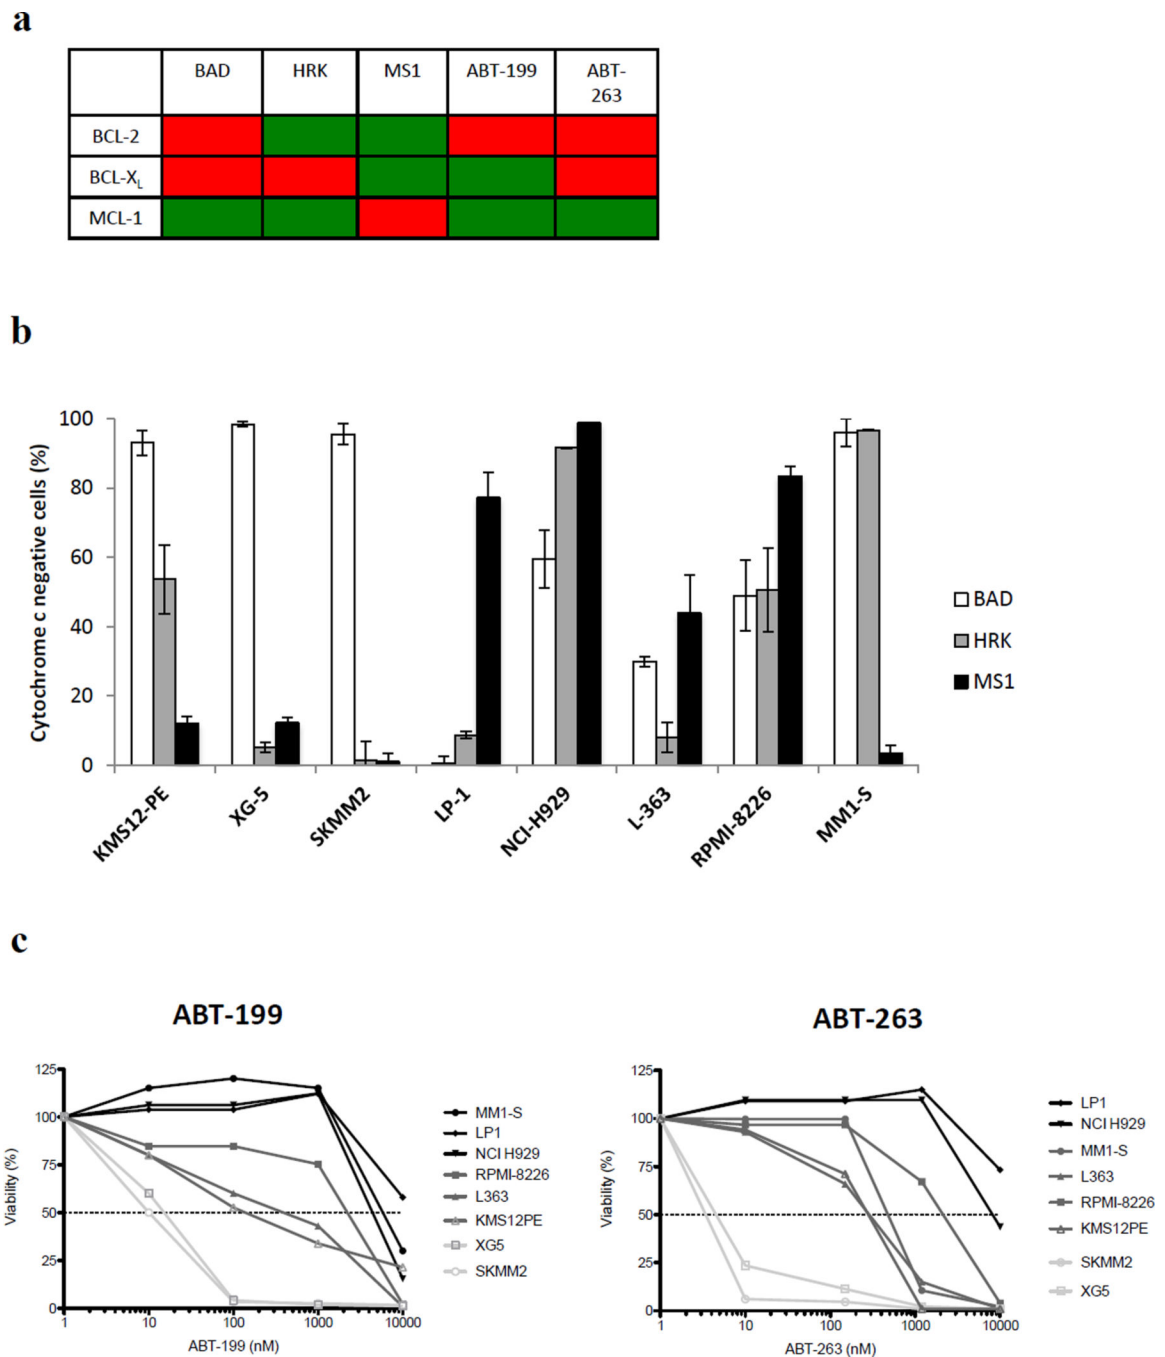 a
BAD HRK MS1 ABT-199 ABT-
263
BCL-2
BCL-XL
MCL-1
b
Cytochrome c negative cells (%)
100
80
60
40
20
0
KMS12-PE XG-5 SKMM2 LP-1 NCI-H929 L-363 RPMI-8226 MM1-S
BAD
HRK
MS1
c
ABT-199
Viability (%)
125
100
75
50
25
0
1 10 100 1000 10000
ABT-199 (nM)
MM1-S
LP1
NCI H929
RPMI-8226
L363
KMS12PE
XG5
SKMM2
ABT-263
Viability (%)
125
100
75
50
25
0
1 10 100 1000 10000
ABT-263 (nM)
LP1
NCI H929
MM1-S
L363
RPMI-8226
KMS12PE
SKMM2
XG5